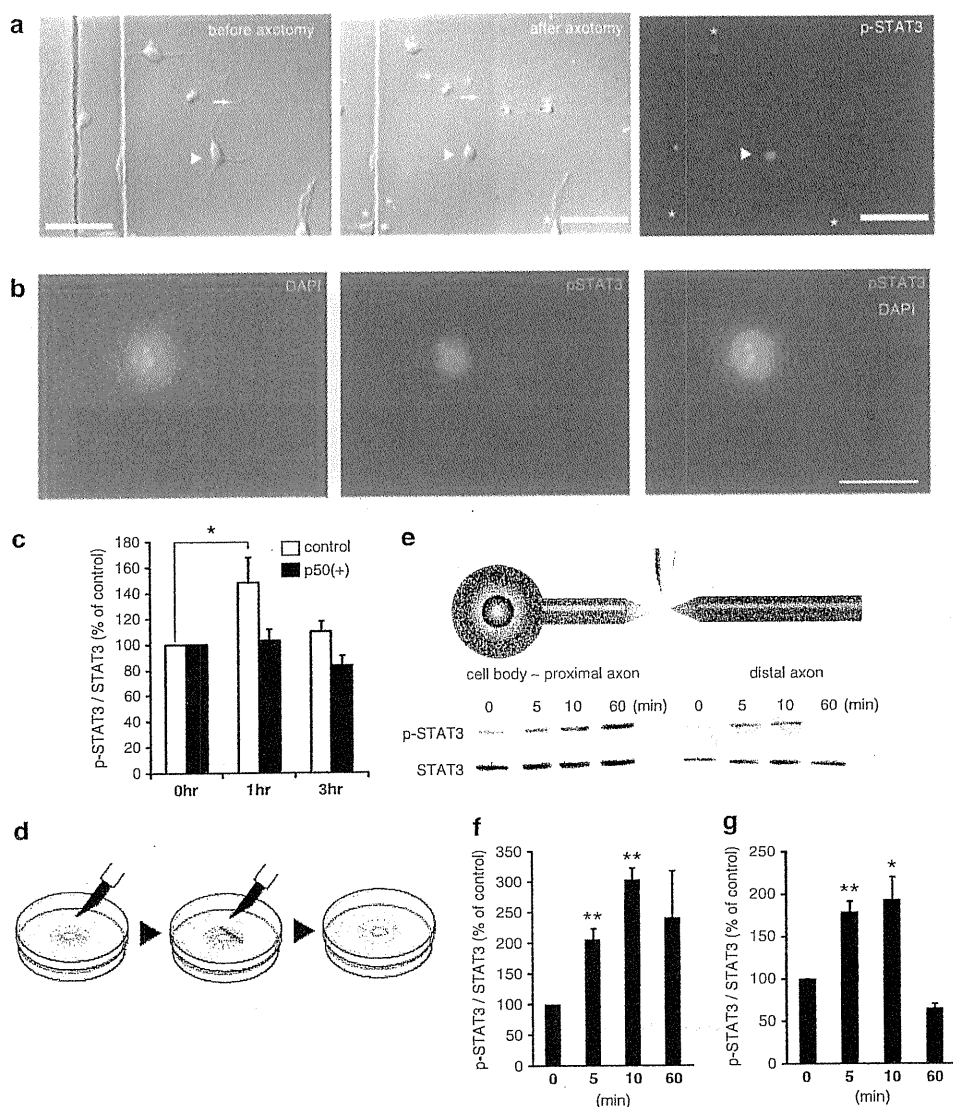 a
before axotomy
after axotomy
p-STAT3
b
DAPI
pSTAT3
pSTAT3
DAPI
c
*
control
p50(+)
p-STAT3 / STAT3 (% of control)
180
160
140
120
100
80
60
40
20
0
0hr 1hr 3hr
e
cell body ~ proximal axon distal axon
0 5 10 60 (min) 0 5 10 60 (min)
p-STAT3
STAT3
d
f
p-STAT3 / STAT3 (% of control)
350
300
250
200
150
100
50
0
** **
0 5 10 60
(min)
g
p-STAT3 / STAT3 (% of control)
250
200
150
100
50
0
** *
0 5 10 60
(min)